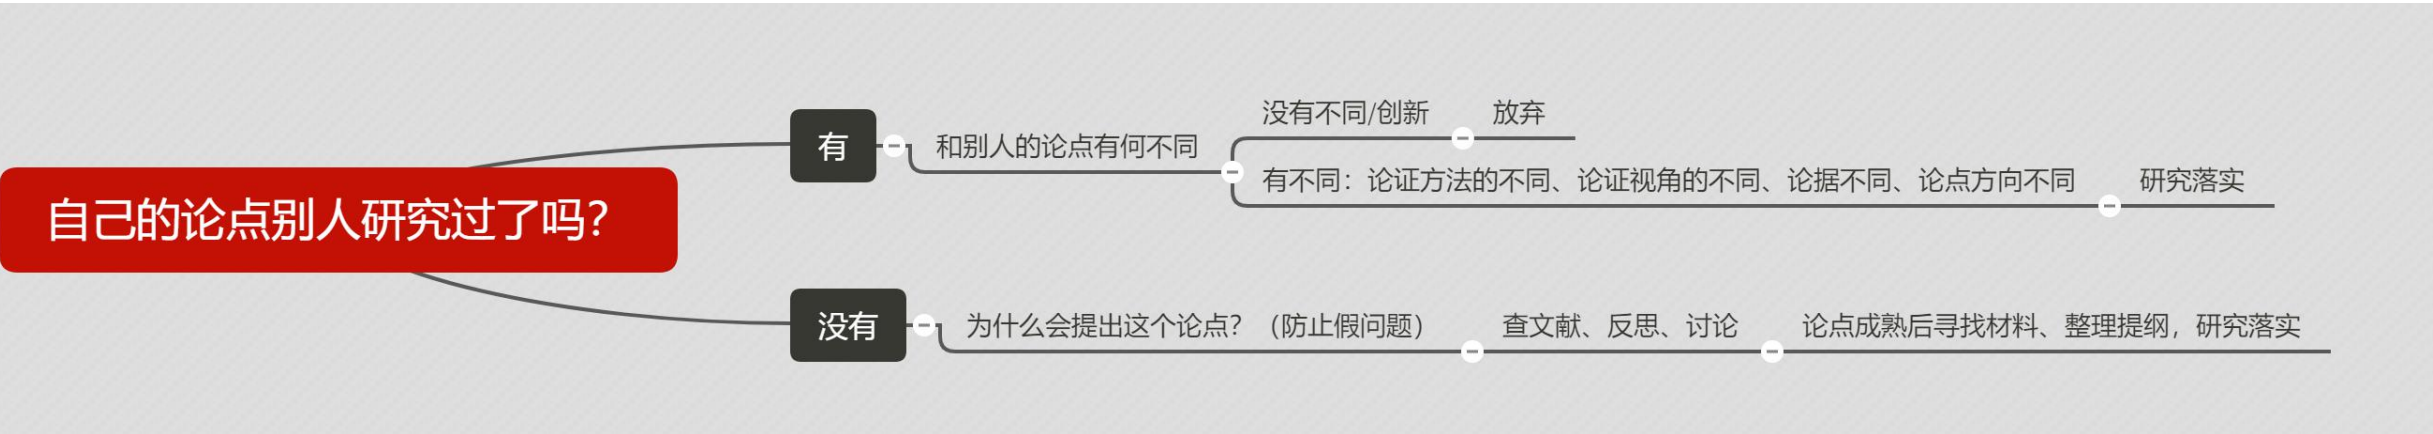 自己的论点别人研究过了吗？
有
和别人的论点有何不同
没有不同/创新
放弃
有不同：论证方法的不同、论证视角的不同、论据不同、论点方向不同
研究落实
没有
为什么会提出这个论点？（防止假问题）
查文献、反思、讨论
论点成熟后寻找材料、整理提纲，研究落实